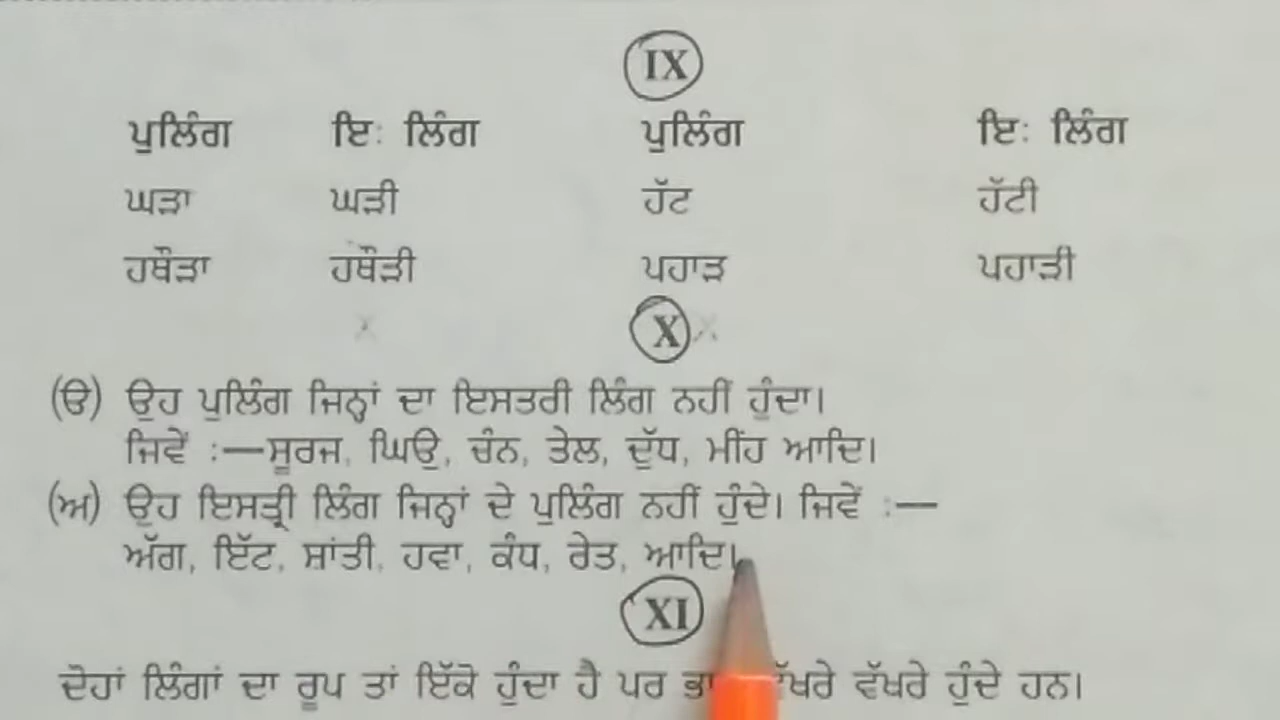 IX
ਪੁਲਿੰਗ ਇ: ਲਿੰਗ ਪੁਲਿੰਗ ਇ: ਲਿੰਗ
ਘੜਾ ਘੜੀ ਹੱਟ ਹੱਟੀ
ਹਥੌੜਾ ਹਥੌੜੀ ਪਹਾੜ ਪਹਾੜੀ
X
(ੳ) ਉਹ ਪੁਲਿੰਗ ਜਿਨ੍ਹਾਂ ਦਾ ਇਸਤਰੀ ਲਿੰਗ ਨਹੀਂ ਹੁੰਦਾ।
ਜਿਵੇਂ :—ਸੂਰਜ, ਘਿਉ, ਚੰਨ, ਤੇਲ, ਦੁੱਧ, ਮੀਂਹ ਆਦਿ।
(ਅ) ਉਹ ਇਸਤ੍ਰੀ ਲਿੰਗ ਜਿਨ੍ਹਾਂ ਦੇ ਪੁਲਿੰਗ ਨਹੀਂ ਹੁੰਦੇ। ਜਿਵੇਂ :—
ਅੱਗ, ਇੱਟ, ਸ਼ਾਂਤੀ, ਹਵਾ, ਕੰਧ, ਰੇਤ, ਆਦਿ।
XI
ਦੋਹਾਂ ਲਿੰਗਾਂ ਦਾ ਰੂਪ ਤਾਂ ਇੱਕੋ ਹੁੰਦਾ ਹੈ ਪਰ ਵੱਖਰੇ ਹੁੰਦੇ ਹਨ।